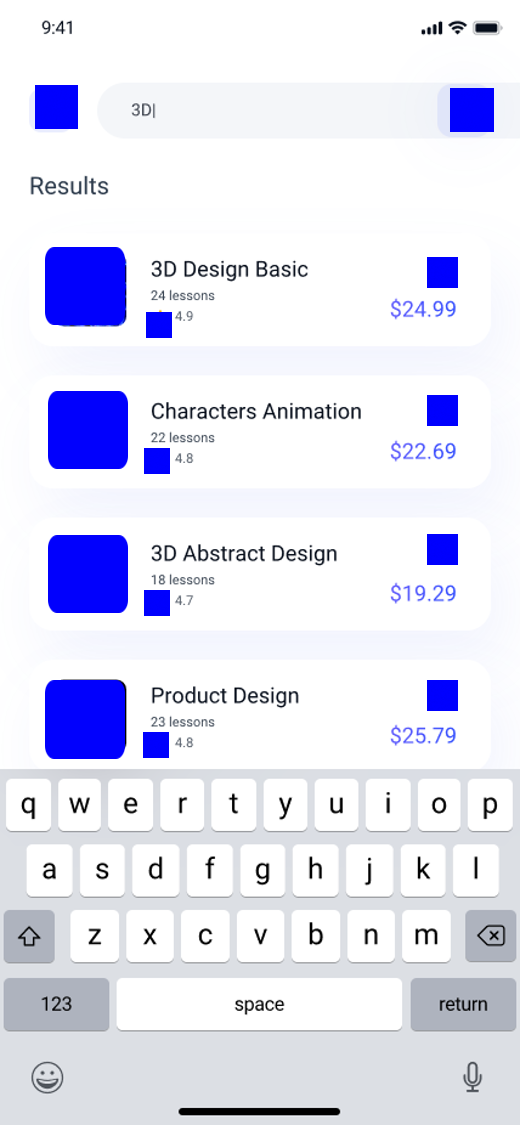 9:41
3D
Results
3D Design Basic
24 lessons
4.9
$24.99
Characters Animation
22 lessons
4.8
$22.69
3D Abstract Design
18 lessons
4.7
$19.29
Product Design
23 lessons
4.8
$25.79
q w e r t y u i o p
a s d f g h j k l
z x c v b n m
123 space return